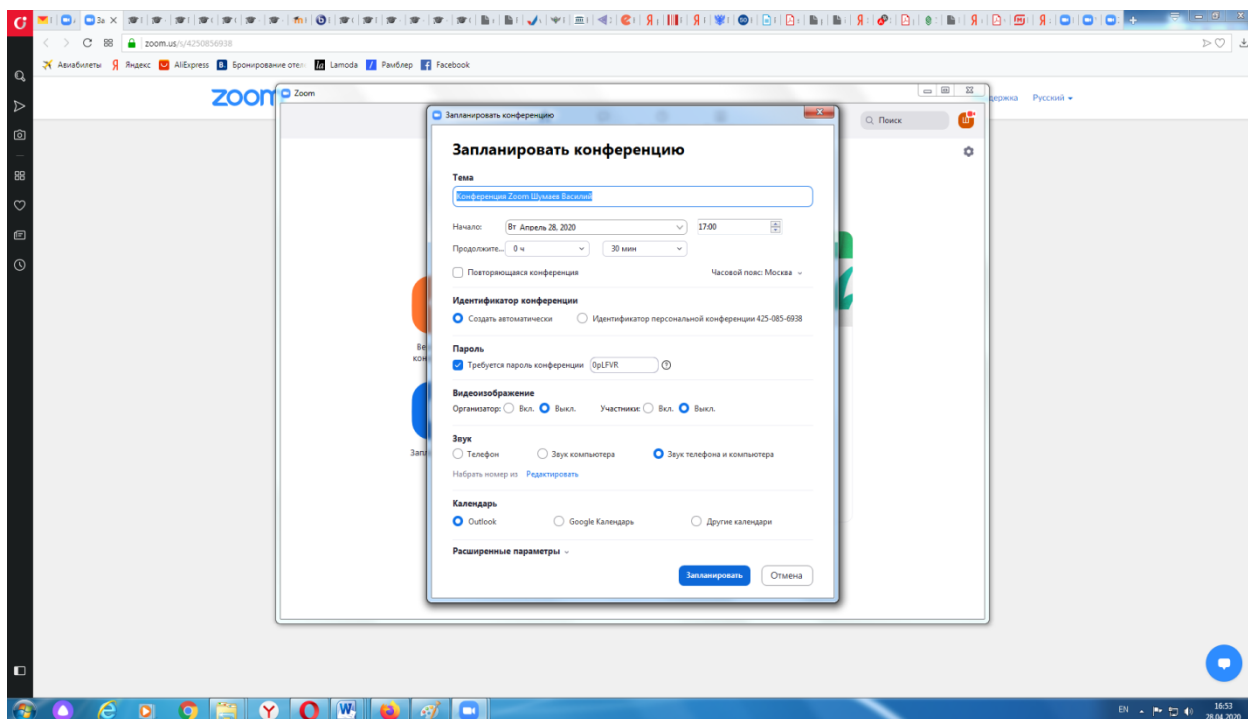 zoom.us/s/4250856938
Авиабилеты Яндекс AliExpress Бронирование отел Lamoda Рамблер Facebook
zoom
Zoom
держка Русский
Запланировать конференцию
Поиск
Запланировать конференцию
Тема
Конференция Zoom Шумаев Василий
Начало: Вт Апрель 28, 2020 17:00
Продолжите... 0 ч 30 мин
Повторяющаяся конференция Часовой пояс: Москва
Идентификатор конференции
Создать автоматически Идентификатор персональной конференции 425-085-6938
Ве
кон
Пароль
Требуется пароль конференции 0pLFVR
Видеоизображение
Организатор: Вкл. Выкл. Участники: Вкл. Выкл.
Звук
Запл
Телефон Звук компьютера Звук телефона и компьютера
Набрать номер из Редактировать
Календарь
Outlook Google Календарь Другие календари
Расширенные параметры
Запланировать Отмена
EN 16:53
28.04.2020